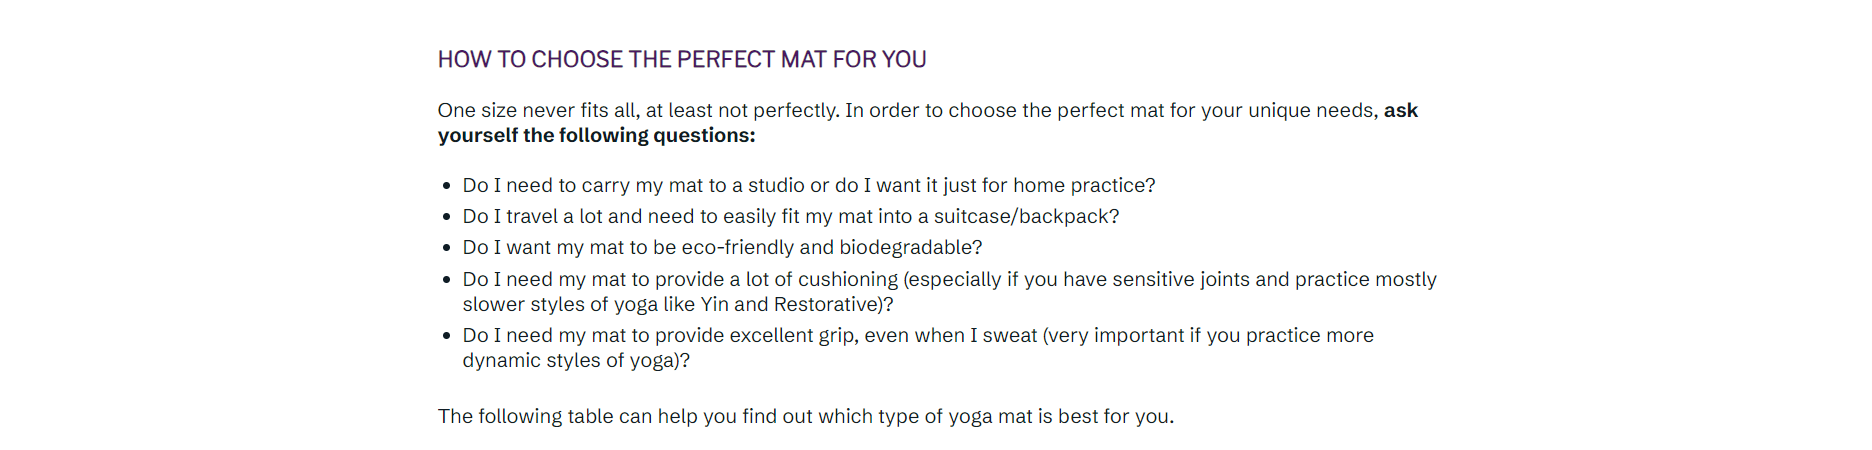 HOW TO CHOOSE THE PERFECT MAT FOR YOU
One size never fits all, at least not perfectly. In order to choose the perfect mat for your unique needs, ask
yourself the following questions:
• Do I need to carry my mat to a studio or do I want it just for home practice?
• Do I travel a lot and need to easily fit my mat into a suitcase/backpack?
• Do I want my mat to be eco-friendly and biodegradable?
• Do I need my mat to provide a lot of cushioning (especially if you have sensitive joints and practice mostly
slower styles of yoga like Yin and Restorative)?
• Do I need my mat to provide excellent grip, even when I sweat (very important if you practice more
dynamic styles of yoga)?
The following table can help you find out which type of yoga mat is best for you.